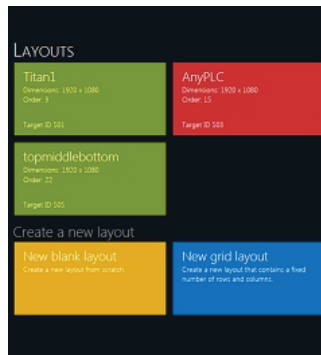 LAYOUTS
Titan1
Dimensions: 1920 x 1080
Order: 3
Target ID 501
AnyPLC
Dimensions: 1920 x 1080
Order: 15
Target ID 503
topmiddlebottom
Dimensions: 1920 x 1080
Order: 22
Target ID 505
Create a new layout
New blank layout
Create a new layout from scratch.
New grid layout
Create a new layout that contains a fixed
number of rows and columns.